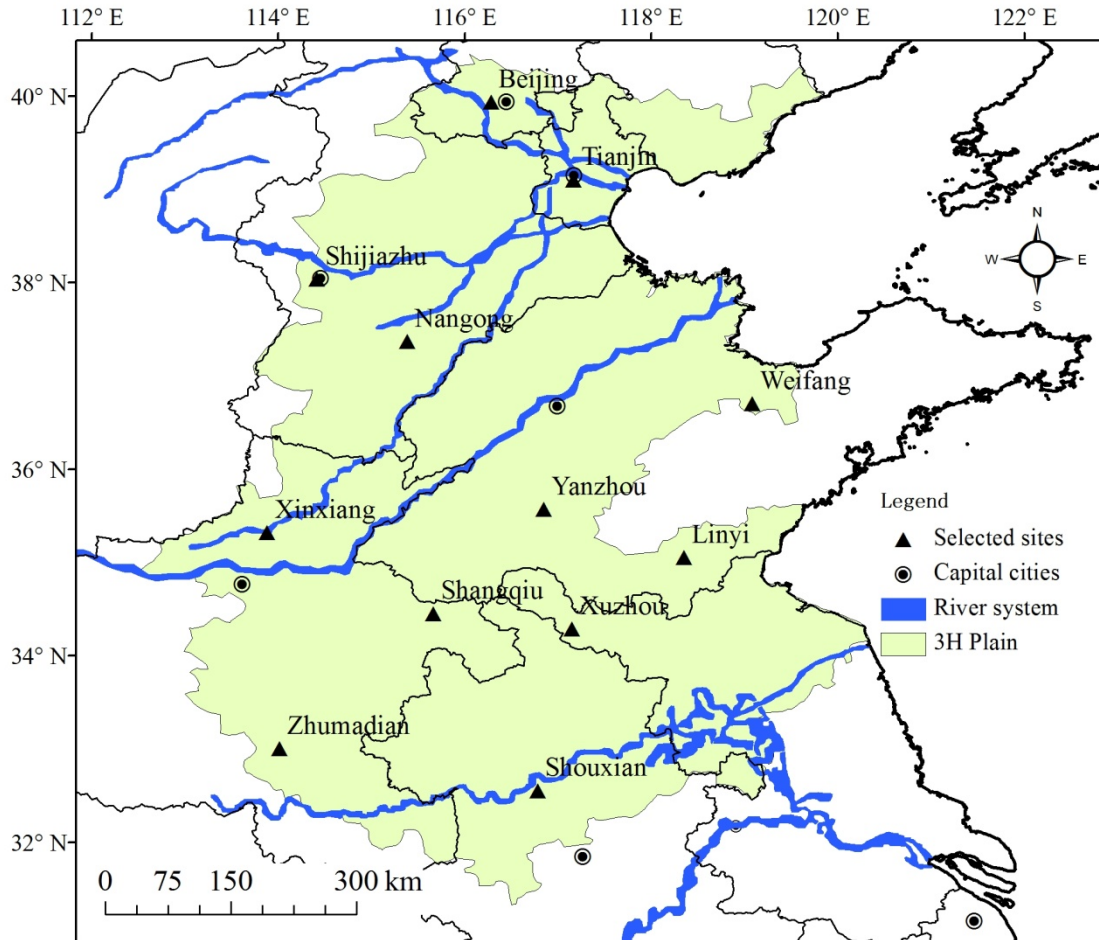 112° E 114° E 116° E 118° E 120° E 122° E
40° N
38° N
36° N
34° N
32° N
Beijing
Tianjin
Shijiazhu
Nangong
Weifang
Yanzhou
Xinxiang
Linyi
Shangqiu
Xuzhou
Zhumadian
Shouxian
N
W E
S
Legend
Selected sites
Capital cities
River system
3H Plain
0 75 150 300 km